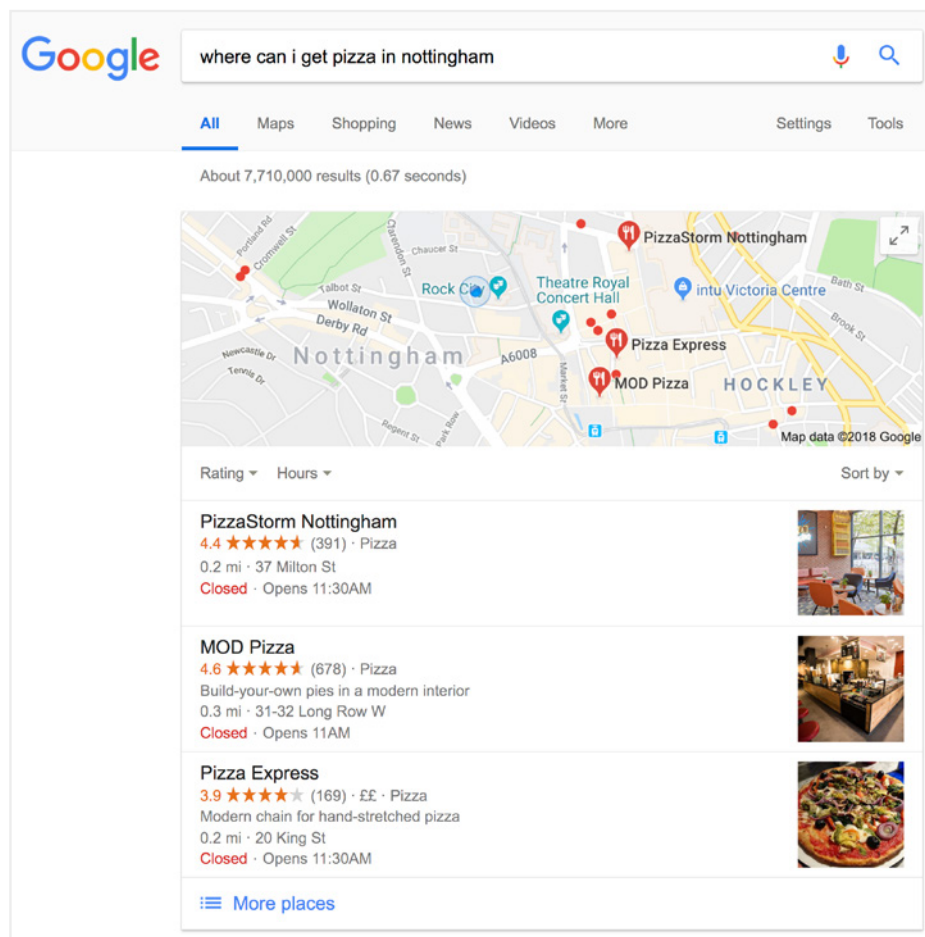 Google
where can i get pizza in nottingham
All Maps Shopping News Videos More Settings Tools
About 7,710,000 results (0.67 seconds)
Portland Rd
Cromwell St
Clarendon St
Chaucer St
PizzaStorm Nottingham
Talbot St
Rock City
Theatre Royal
Concert Hall
intu Victoria Centre
Bath St
Wollaton St
Derby Rd
Brook St
Newcastle Dr
Nottingham
A6008
Pizza Express
Tennis Dr
Market St
MOD Pizza
HOCKLEY
Regent St
Park Row
Map data ©2018 Google
Rating Hours Sort by
PizzaStorm Nottingham
4.4 (391) · Pizza
0.2 mi · 37 Milton St
Closed · Opens 11:30AM
MOD Pizza
4.6 (678) · Pizza
Build-your-own pies in a modern interior
0.3 mi · 31-32 Long Row W
Closed · Opens 11AM
Pizza Express
3.9 (169) · ££ · Pizza
Modern chain for hand-stretched pizza
0.2 mi · 20 King St
Closed · Opens 11:30AM
More places